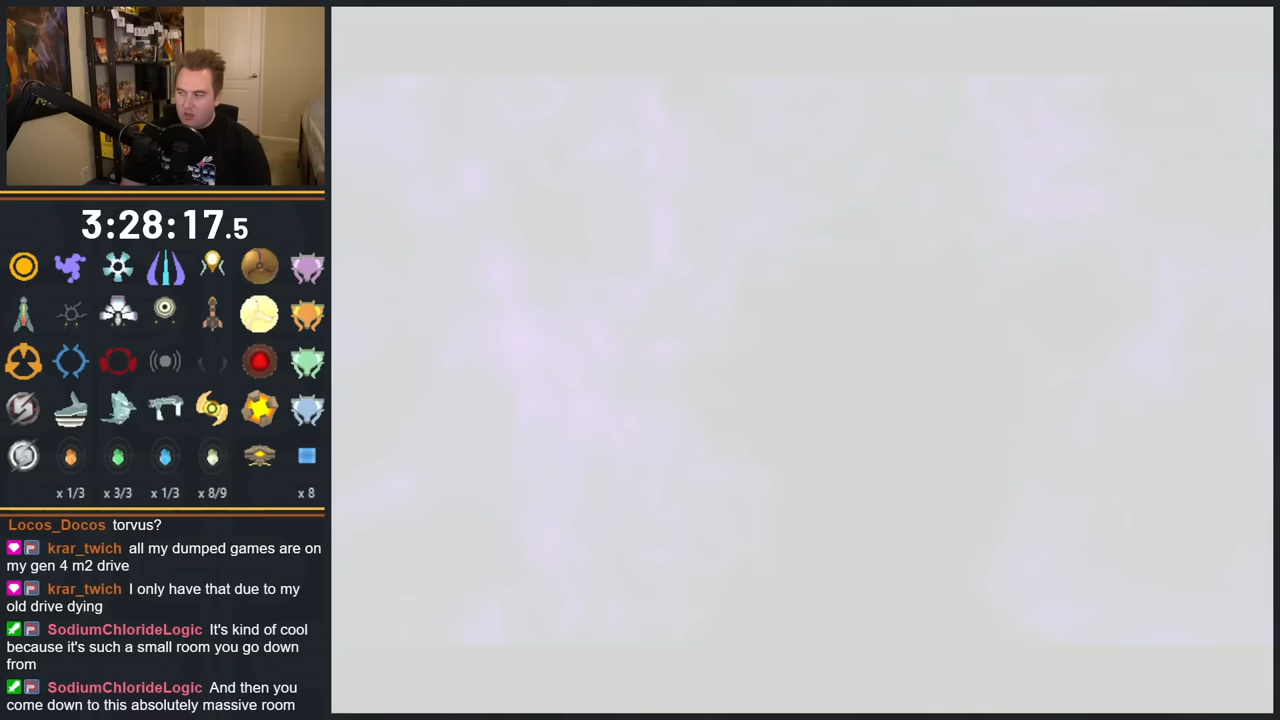 3:28:17.5
x 1/3
x 3/3
x 1/3
x 8/9
x 8
Locos_Docos torvus?
krar_twich all my dumped games are on
my gen 4 m2 drive
krar_twich I only have that due to my
old drive dying
SodiumChlorideLogic It's kind of cool
because it's such a small room you go down
from
SodiumChlorideLogic And then you
come down to this absolutely massive room